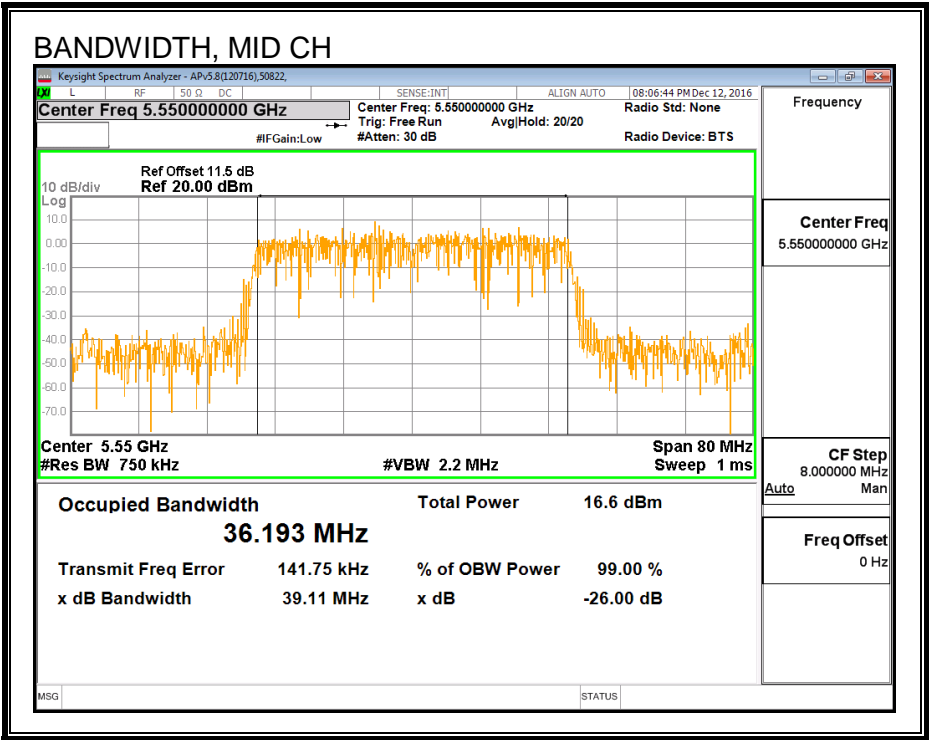 BANDWIDTH, MID CH
Keysight Spectrum Analyzer - APv5.8(120716),50822,
LXI L RF 50 Ω DC SENSE:INT ALIGN AUTO 08:06:44 PM Dec 12, 2016
Center Freq 5.550000000 GHz
Center Freq: 5.550000000 GHz
Radio Std: None
Trig: Free Run Avg|Hold: 20/20
#IFGain:Low
#Atten: 30 dB
Radio Device: BTS
Ref Offset 11.5 dB
10 dB/div Ref 20.00 dBm
Log
10.0
0.00
-10.0
-20.0
-30.0
-40.0
-50.0
-60.0
-70.0
Center 5.55 GHz Span 80 MHz
#Res BW 750 kHz #VBW 2.2 MHz Sweep 1 ms
Occupied Bandwidth Total Power 16.6 dBm
36.193 MHz
Transmit Freq Error 141.75 kHz % of OBW Power 99.00 %
x dB Bandwidth 39.11 MHz x dB -26.00 dB
MSG STATUS
Frequency
Center Freq
5.550000000 GHz
CF Step
8.000000 MHz
Auto Man
Freq Offset
0 Hz